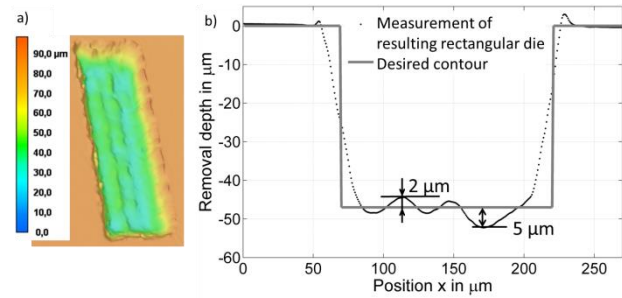 a)
90,0 µm
80,0
70,0
60,0
50,0
40,0
30,0
20,0
10,0
0,0
b)
Removal depth in µm
0
-10
-20
-30
-40
-50
-60
Measurement of
resulting rectangular die
Desired contour
2 µm
5 µm
0
50
100
150
200
250
Position x in µm